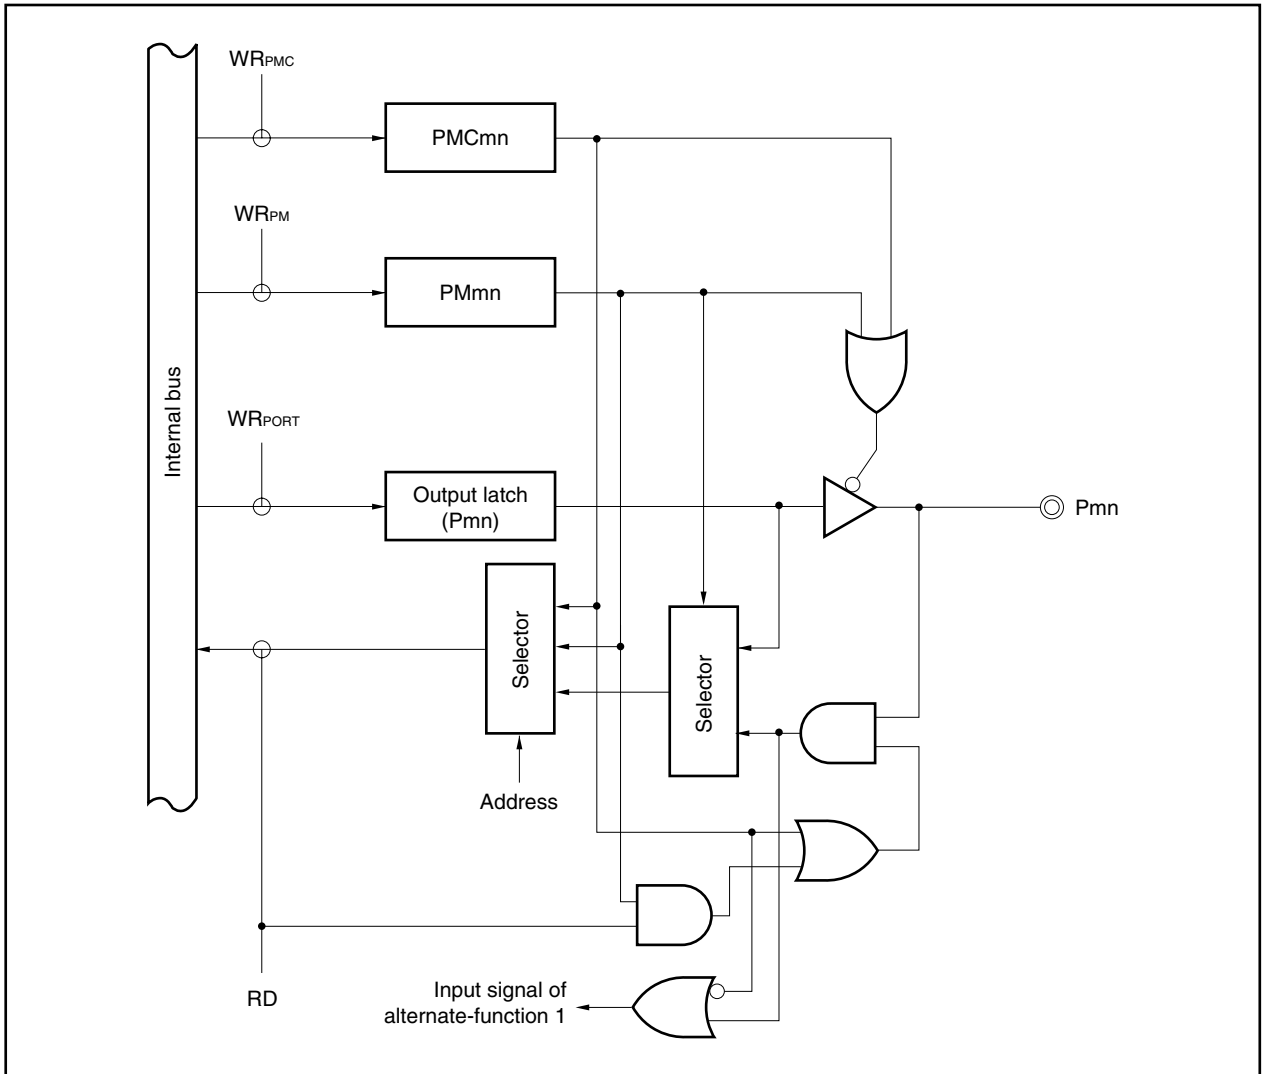 WRPMC
PMCmn
WRPM
PMmn
Internal bus
WRPORT
Output latch
(Pmn)
Pmn
Selector
Selector
Address
RD
Input signal of
alternate-function 1